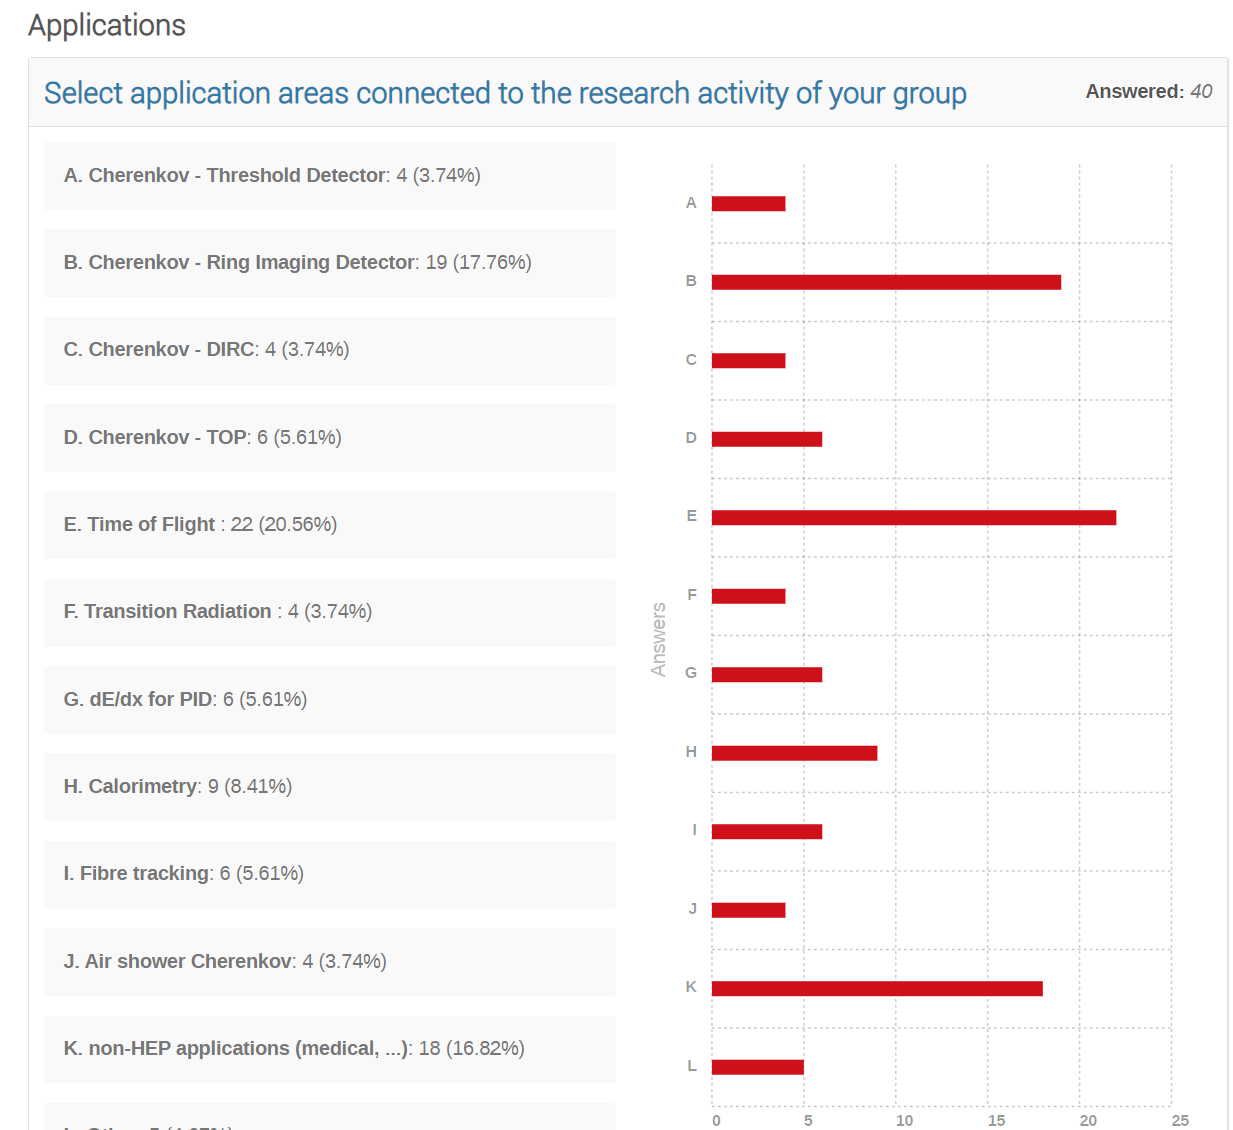 Applications
Select application areas connected to the research activity of your group
Answered: 40
A. Cherenkov - Threshold Detector: 4 (3.74%)
B. Cherenkov - Ring Imaging Detector: 19 (17.76%)
C. Cherenkov - DIRC: 4 (3.74%)
D. Cherenkov - TOP: 6 (5.61%)
E. Time of Flight : 22 (20.56%)
F. Transition Radiation : 4 (3.74%)
G. dE/dx for PID: 6 (5.61%)
H. Calorimetry: 9 (8.41%)
I. Fibre tracking: 6 (5.61%)
J. Air shower Cherenkov: 4 (3.74%)
K. non-HEP applications (medical, ...): 18 (16.82%)
Answers
A
B
C
D
E
F
G
H
I
J
K
L
0 5 10 15 20 25